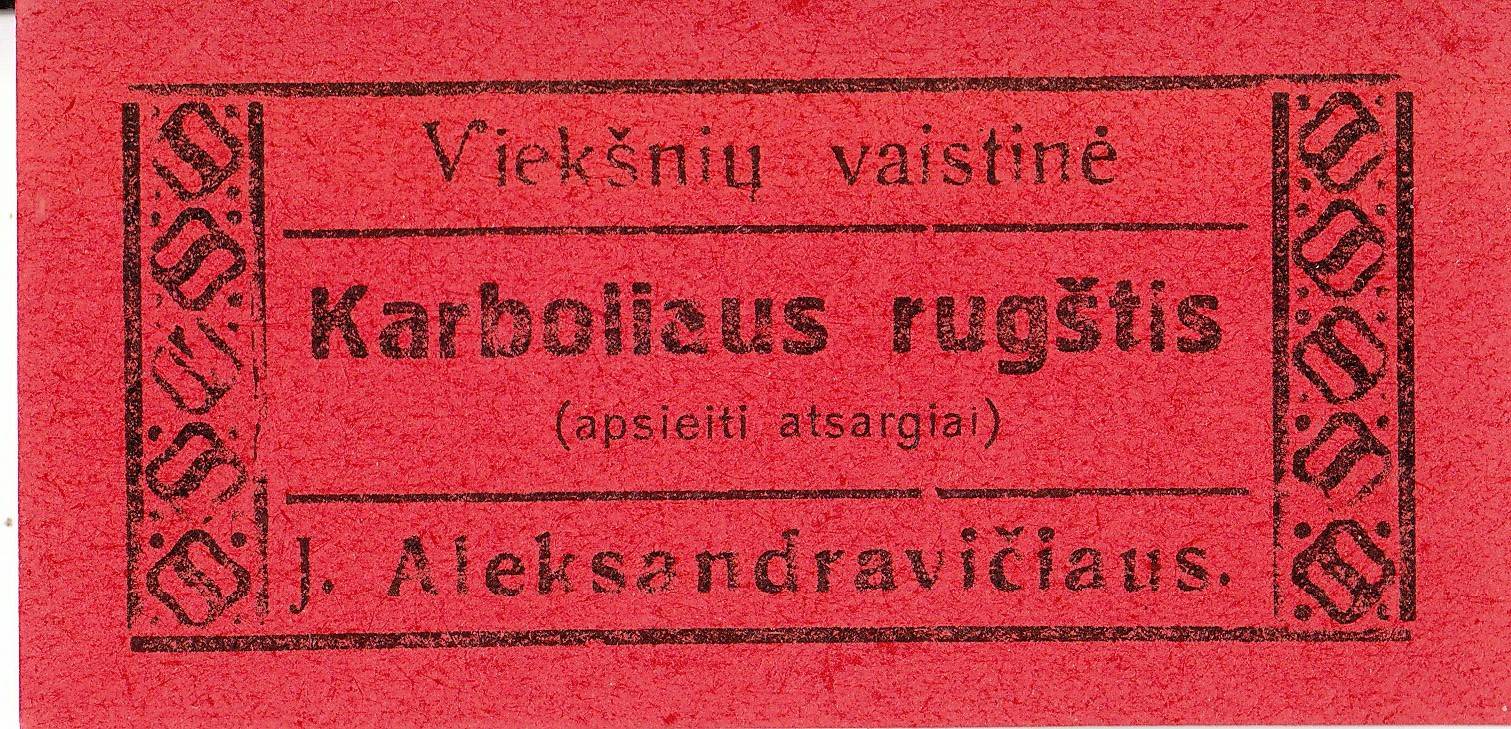 Viekšnių vaistinė
Karboliaus rugštis
(apsieiti atsargiai)
J. Aleksandravičiaus.